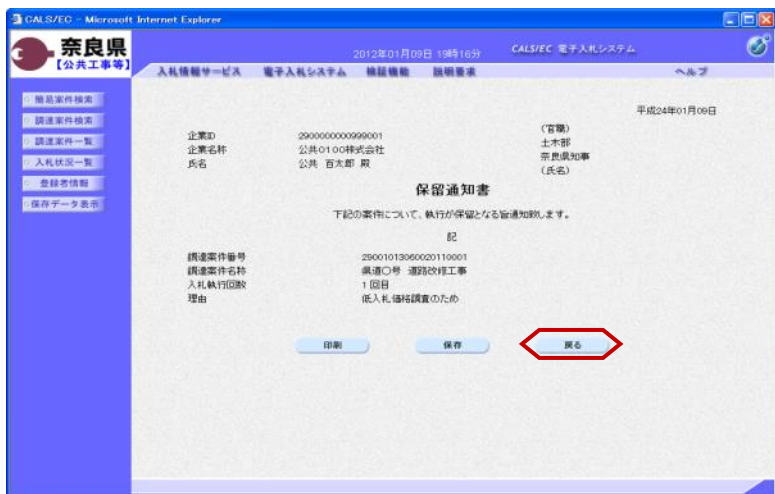 CALS/EC - Microsoft Internet Explorer
奈良県
【公共工事等】
2012年01月09日 19時16分
CALS/EC 電子入札システム
入札情報サービス 電子入札システム 検証機能 説明要求 ヘルプ
簡易案件検索
調達案件検索
調達案件一覧
入札状況一覧
登録者情報
保存データ表示
平成24年01月09日
企業ID 2900000000999001
企業名称 公共0100株式会社
氏名 公共 百太郎 殿
(官職)
土木部
奈良県知事
(氏名)
保留通知書
下記の案件について、執行が保留となる旨通知致します。
記
調達案件番号 29001013060020110001
調達案件名称 県道〇号 道路改修工事
入札執行回数 1回目
理由 低入札価格調査のため
印刷 保存 戻る